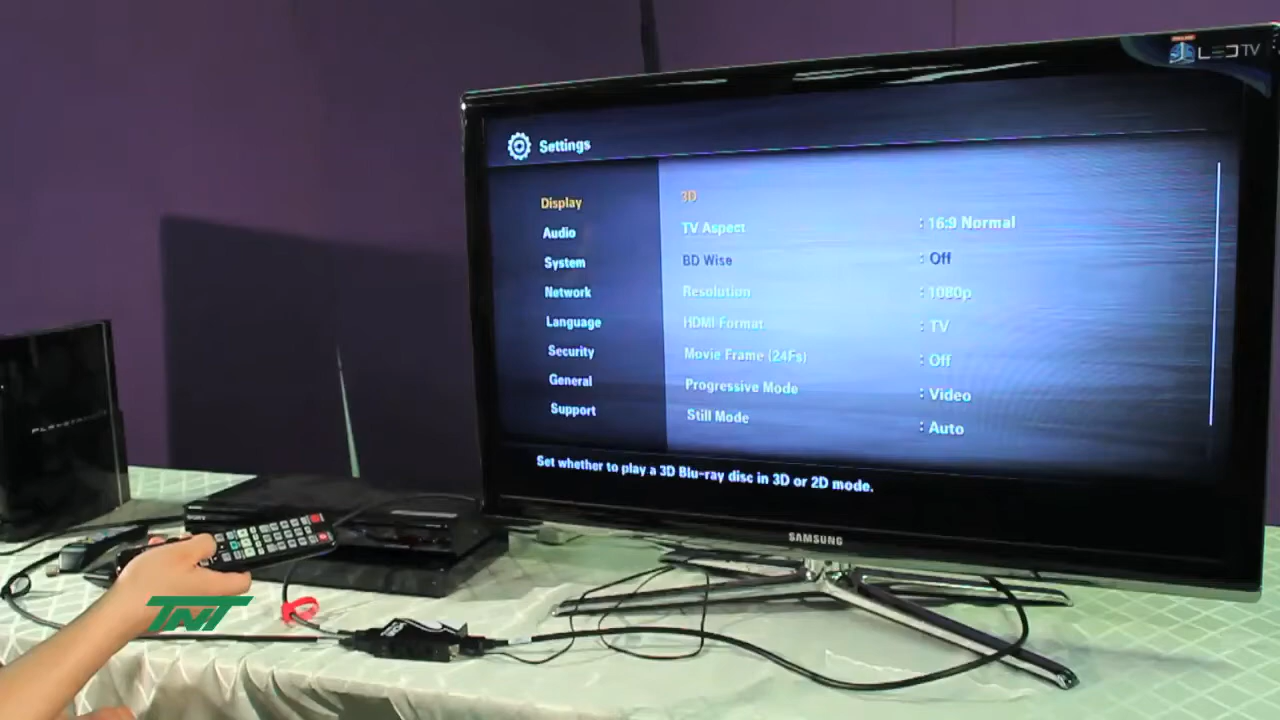 LED TV
Settings
Display
Audio
System
Network
Language
Security
General
Support
3D
TV Aspect : 16:9 Normal
BD Wise : Off
Resolution : 1080p
HDMI Format : TV
Movie Frame (24Fs) : Off
Progressive Mode : Video
Still Mode : Auto
Set whether to play a 3D Blu-ray disc in 3D or 2D mode.
SAMSUNG
PLAYSTATION
SONY
TNT